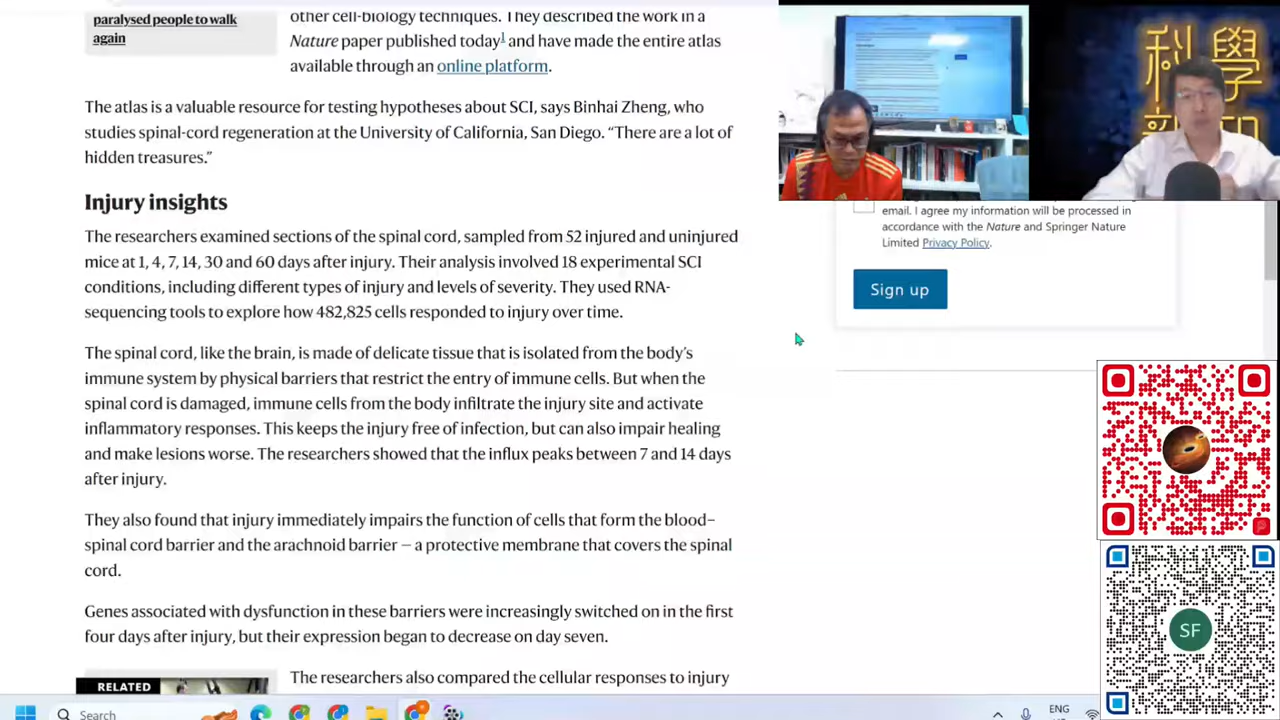 paralysed people to walk
again
other cell-biology techniques. They described the work in a
Nature paper published today1 and have made the entire atlas
available through an online platform.
The atlas is a valuable resource for testing hypotheses about SCI, says Binhai Zheng, who
studies spinal-cord regeneration at the University of California, San Diego. “There are a lot of
hidden treasures.”
Injury insights
The researchers examined sections of the spinal cord, sampled from 52 injured and uninjured
mice at 1, 4, 7, 14, 30 and 60 days after injury. Their analysis involved 18 experimental SCI
conditions, including different types of injury and levels of severity. They used RNA-
sequencing tools to explore how 482,825 cells responded to injury over time.
The spinal cord, like the brain, is made of delicate tissue that is isolated from the body’s
immune system by physical barriers that restrict the entry of immune cells. But when the
spinal cord is damaged, immune cells from the body infiltrate the injury site and activate
inflammatory responses. This keeps the injury free of infection, but can also impair healing
and make lesions worse. The researchers showed that the influx peaks between 7 and 14 days
after injury.
They also found that injury immediately impairs the function of cells that form the blood–
spinal cord barrier and the arachnoid barrier — a protective membrane that covers the spinal
cord.
Genes associated with dysfunction in these barriers were increasingly switched on in the first
four days after injury, but their expression began to decrease on day seven.
RELATED
The researchers also compared the cellular responses to injury
科學
email. I agree my information will be processed in
accordance with the Nature and Springer Nature
Limited Privacy Policy.
Sign up
SF
Search
ENG